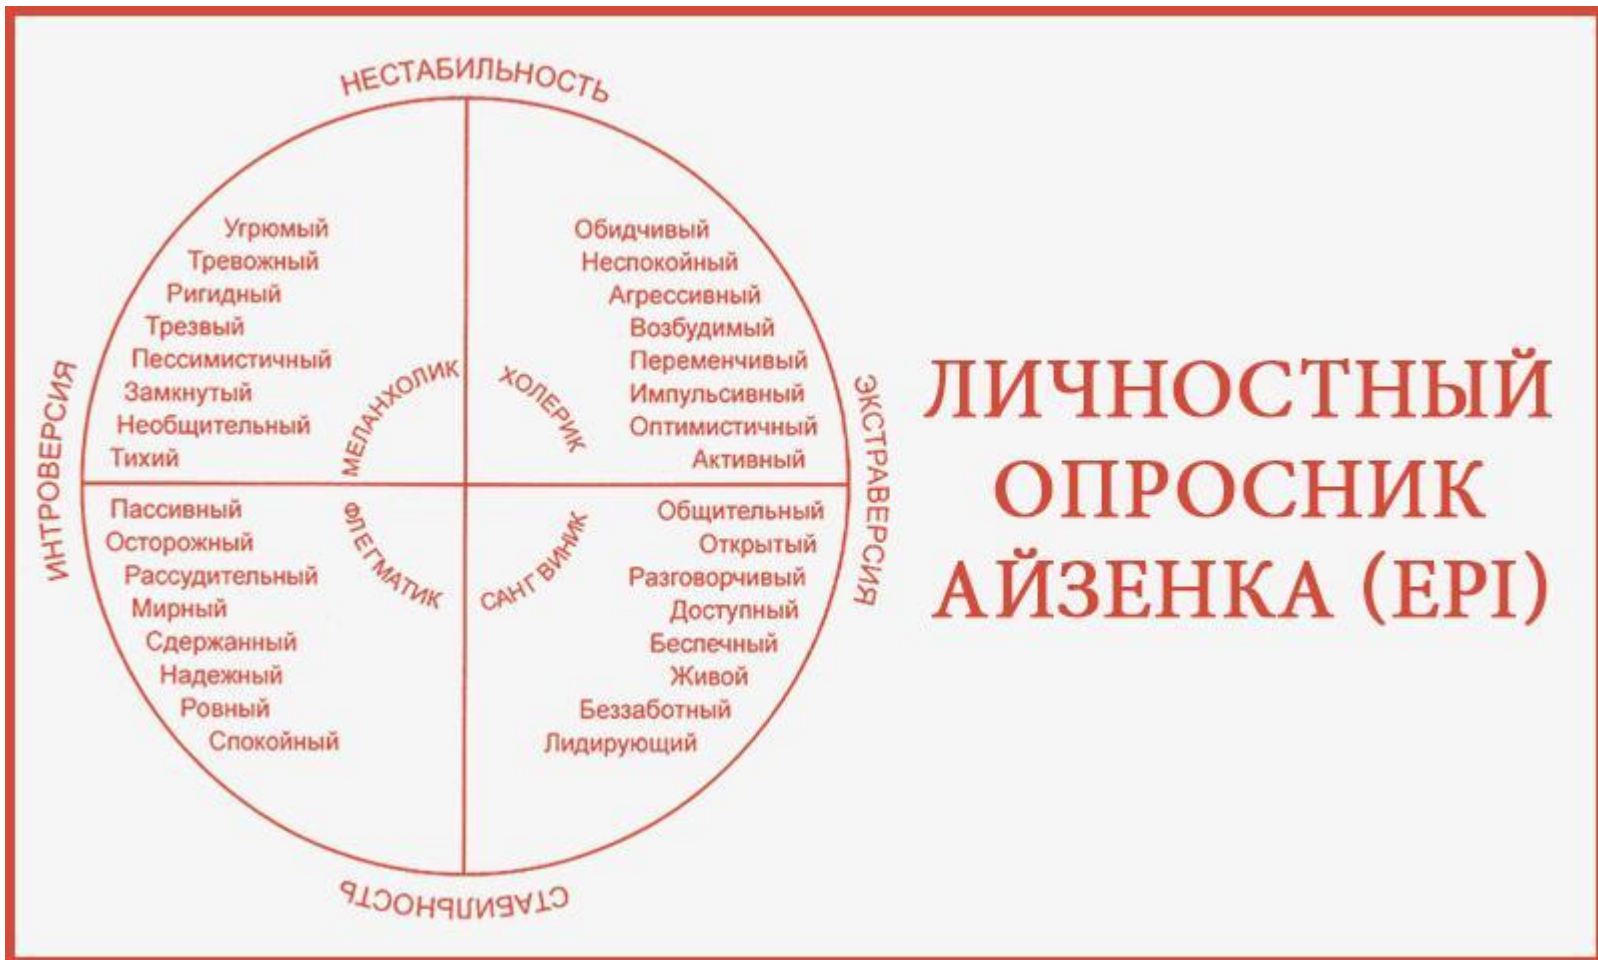 НЕСТАБИЛЬНОСТЬ
Угрюмый
Тревожный
Ригидный
Трезвый
Пессимистичный
Замкнутый
Необщительный
Тихий
МЕЛАНХОЛИК
Обидчивый
Неспокойный
Агрессивный
Возбудимый
Переменчивый
Импульсивный
Оптимистичный
Активный
ХОЛЕРИК
ИНТРОВЕРСИЯ
ЭКСТРАВЕРСИЯ
Пассивный
Осторожный
Рассудительный
Мирный
Сдержанный
Надежный
Ровный
Спокойный
ФЛЕГМАТИК
Общительный
Открытый
Разговорчивый
Доступный
Беспечный
Живой
Беззаботный
Лидирующий
САНГВИНИК
СТАБИЛЬНОСТЬ
ЛИЧНОСТНЫЙ
ОПРОСНИК
АЙЗЕНКА (EPI)